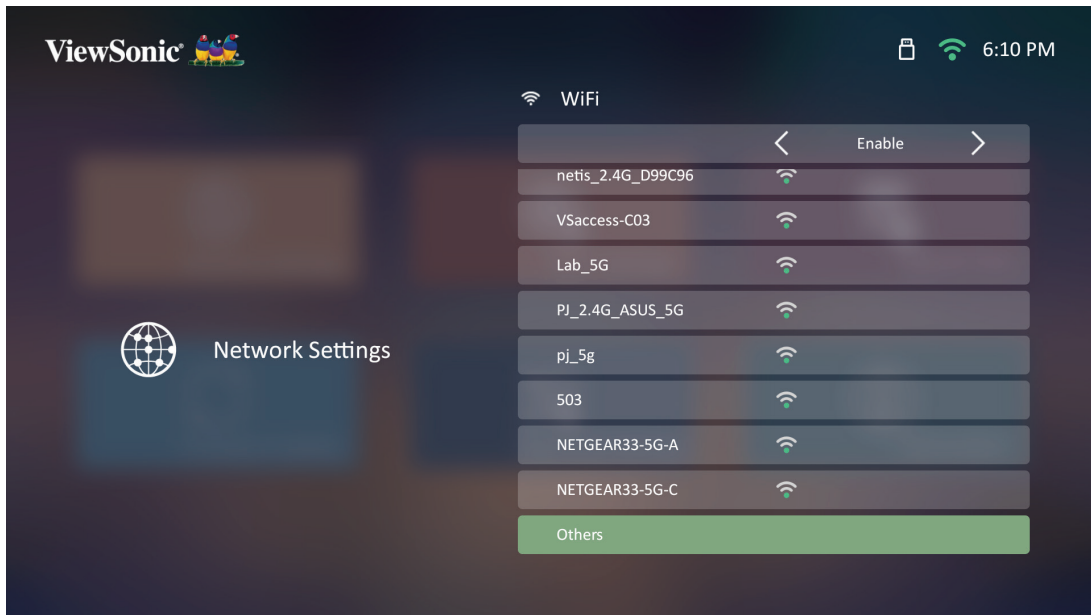 ViewSonic®
6:10 PM
WiFi
Enable
netis_2.4G_D99C96
VSaccess-C03
Lab_5G
PJ_2.4G_ASUS_5G
Network Settings
pj_5g
503
NETGEAR33-5G-A
NETGEAR33-5G-C
Others